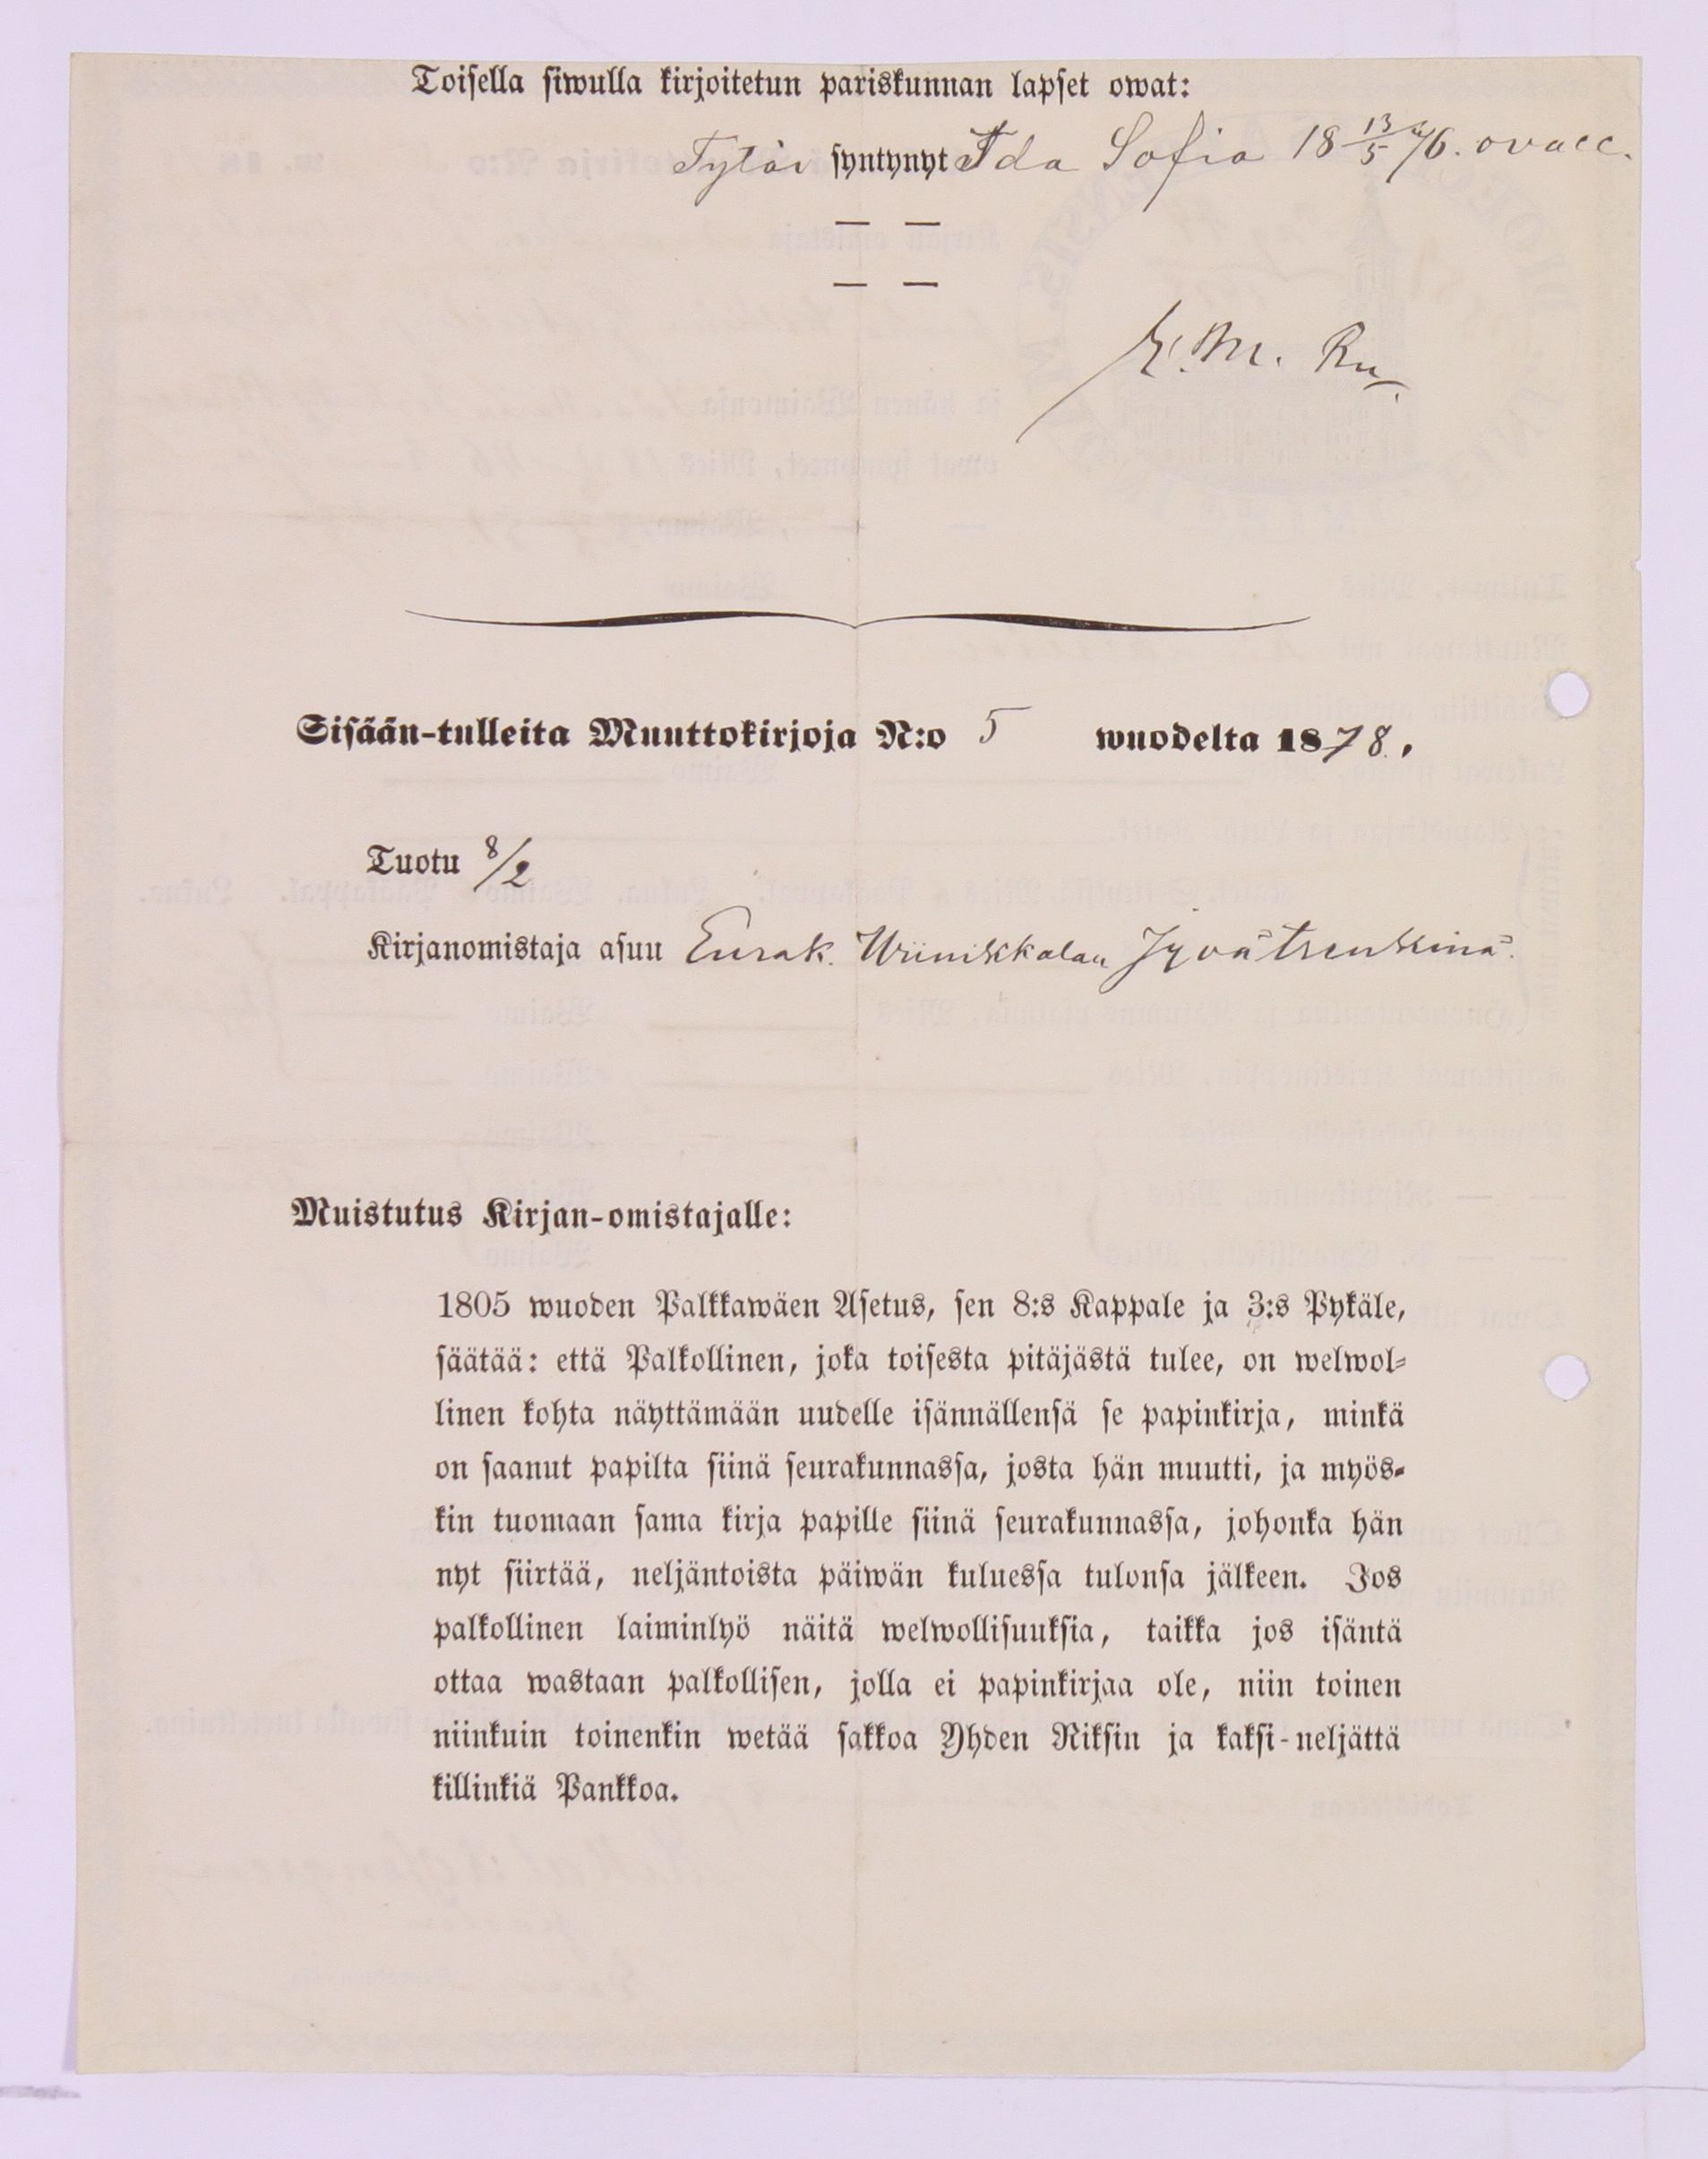 Toisella siwulla kirjoitetun pariskunnan lapset owat:
Tytär syntynyt Ida Sofia 18 13/5 76. ovacc.
— —
— —
Sisään-tulleita Muuttokirjoja N:o 5 wuodelta 1878.
Tuotu 8/2
Kirjanomistaja asuu Eurak.
Muistutus Kirjan-omistajalle:
1805 wuoden Palkkawäen Asetus, sen 8:s Kappale ja 3:s Pykäle,
säätää: että Palkollinen, joka toisesta pitäjästä tulee, on welwol-
linen kohta näyttämään uudelle isännällensä se papinkirja, minkä
on saanut papilta siinä seurakunnassa, josta hän muutti, ja myös-
kin tuomaan sama kirja papille siinä seurakunnassa, johonka hän
nyt siirtää, neljäntoista päiwän kuluessa tulonsa jälkeen. Jos
palkollinen laiminlyö näitä welwollisuuksia, taikka jos isäntä
ottaa wastaan palkollisen, jolla ei papinkirjaa ole, niin toinen
niinkuin toinenkin wetää sakkoa Yhden Riksin ja kaksi-neljättä
killinkiä Pankkoa.